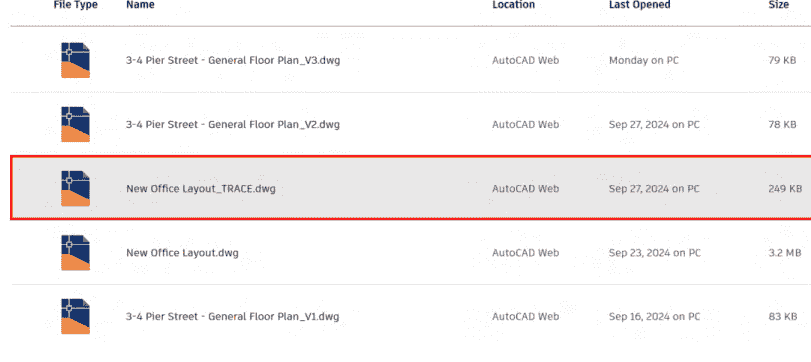 File Type Name Location Last Opened Size
3-4 Pier Street - General Floor Plan_V3.dwg AutoCAD Web Monday on PC 79 KB
3-4 Pier Street - General Floor Plan_V2.dwg AutoCAD Web Sep 27, 2024 on PC 78 KB
New Office Layout_TRACE.dwg AutoCAD Web Sep 27, 2024 on PC 249 KB
New Office Layout.dwg AutoCAD Web Sep 23, 2024 on PC 3.2 MB
3-4 Pier Street - General Floor Plan_V1.dwg AutoCAD Web Sep 16, 2024 on PC 83 KB